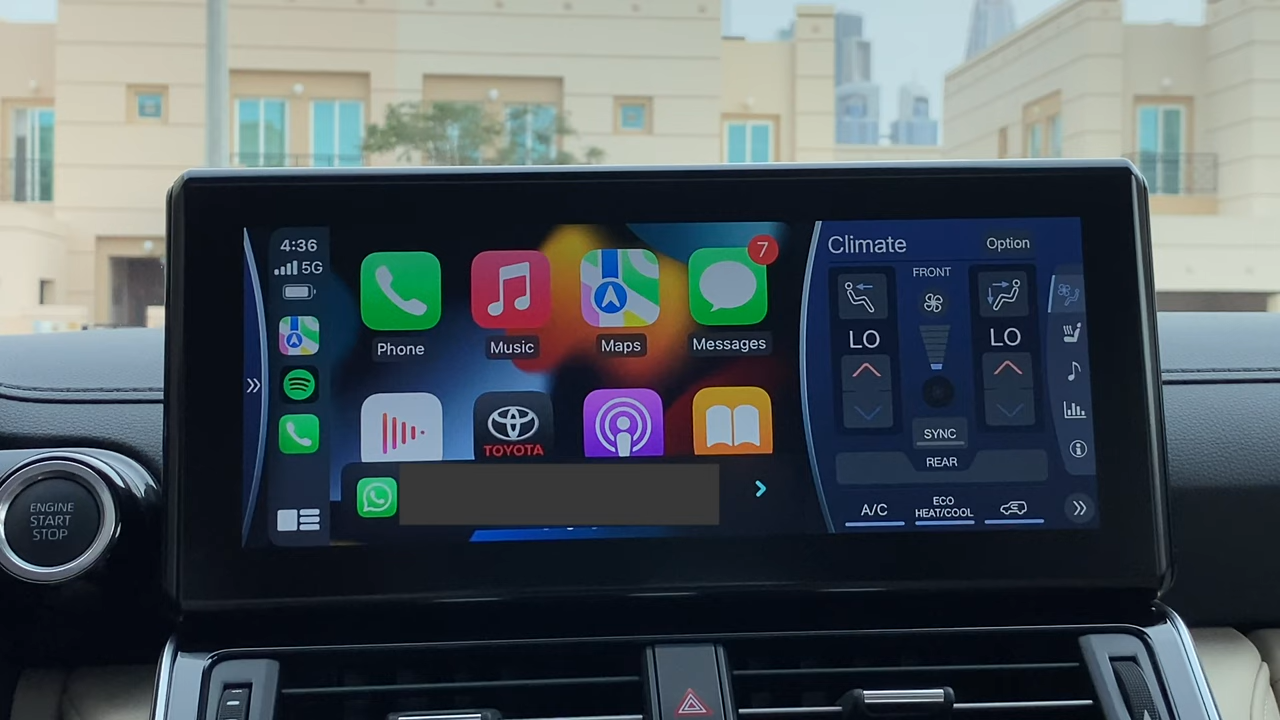 4:36
5G
Phone
Music
Maps
7
Messages
TOYOTA
Climate
Option
FRONT
LO
LO
SYNC
REAR
A/C
ECO
HEAT/COOL
ENGINE
START
STOP